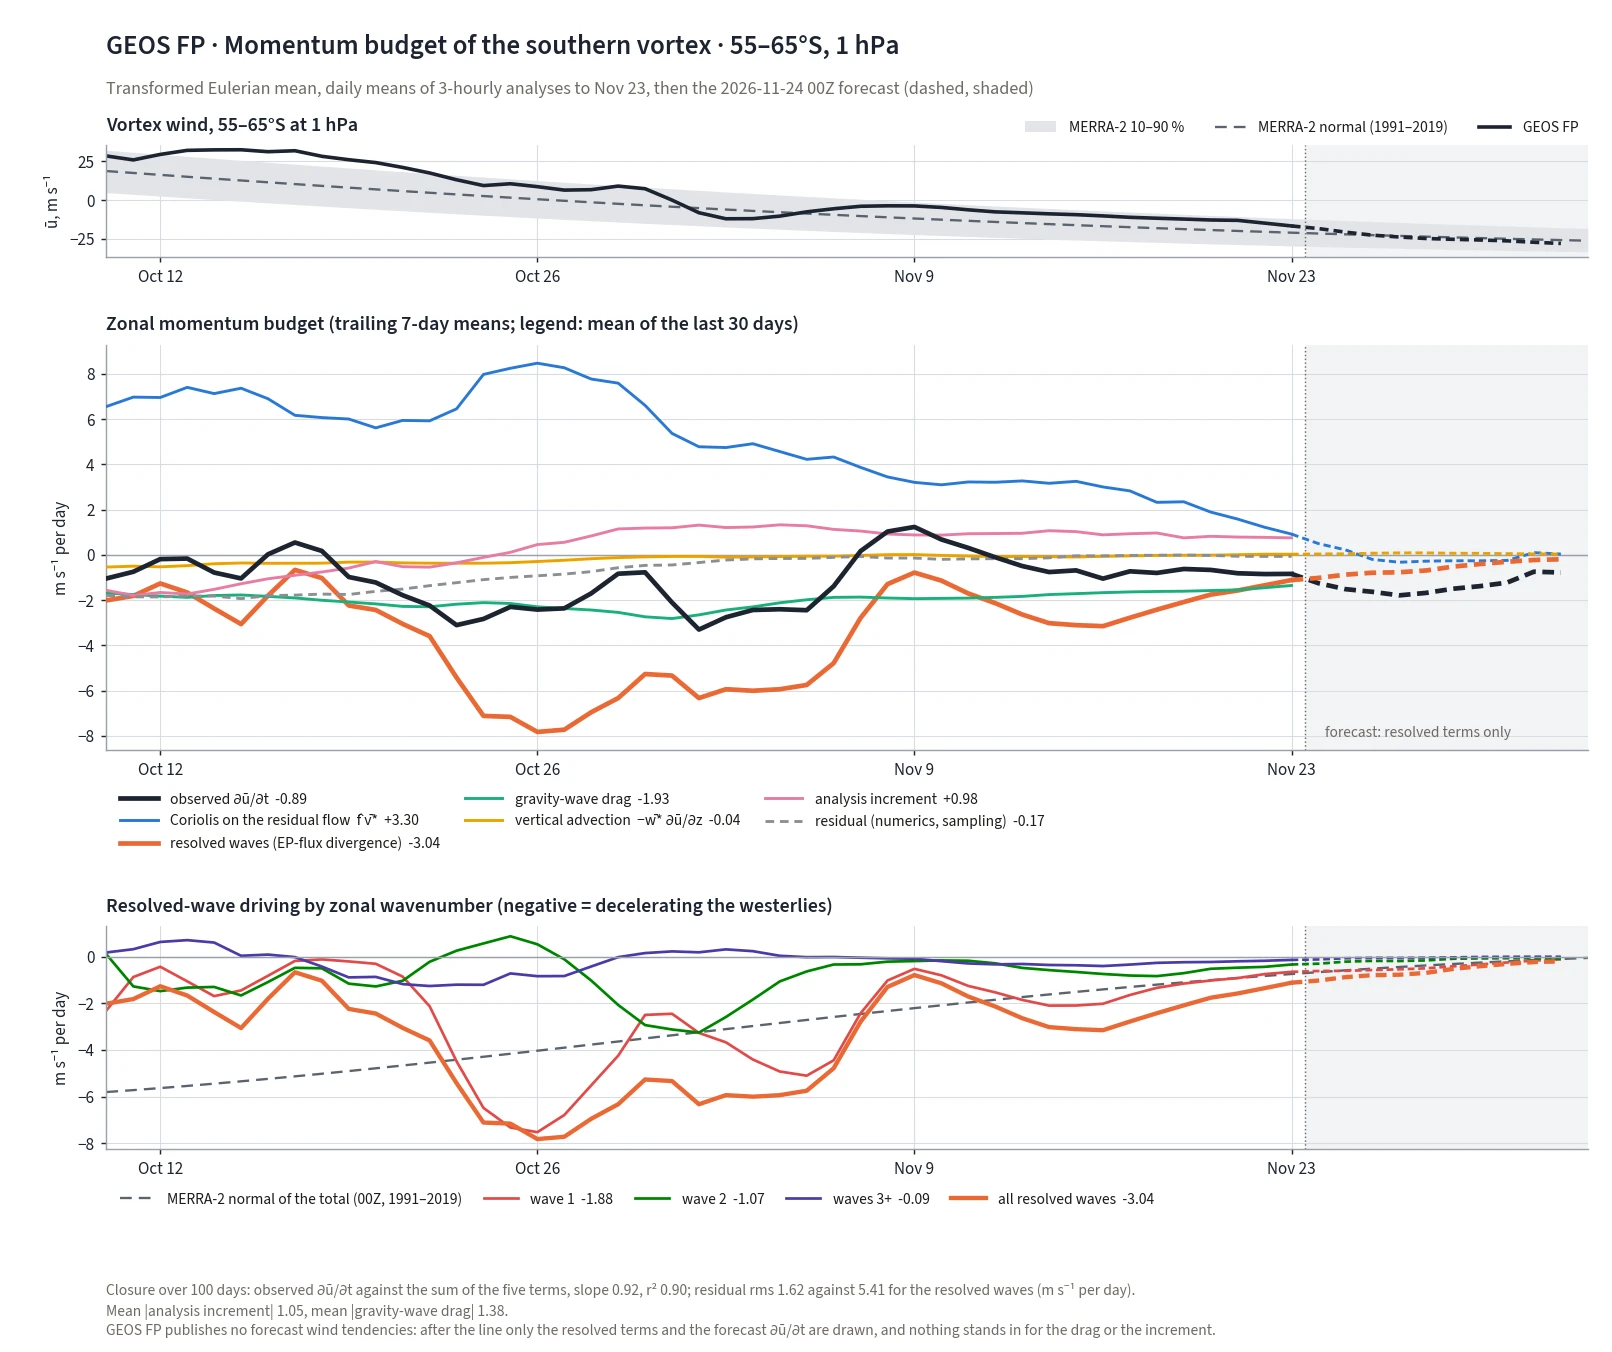 GEOS FP · Momentum budget of the southern vortex · 55–65°S, 1 hPa
Transformed Eulerian mean, daily means of 3-hourly analyses to Nov 23, then the 2026-11-24 00Z forecast (dashed, shaded)
Vortex wind, 55–65°S at 1 hPa
MERRA-2 10–90 %
MERRA-2 normal (1991–2019)
GEOS FP
ū, m s⁻¹
25
0
−25
Oct 12
Oct 26
Nov 9
Nov 23
Zonal momentum budget (trailing 7-day means; legend: mean of the last 30 days)
m s⁻¹ per day
8
6
4
2
0
−2
−4
−6
−8
forecast: resolved terms only
Oct 12
Oct 26
Nov 9
Nov 23
observed ∂ū/∂t -0.89
gravity-wave drag -1.93
analysis increment +0.98
Coriolis on the residual flow f v̄* +3.30
vertical advection −w̄* ∂ū/∂z -0.04
residual (numerics, sampling) -0.17
resolved waves (EP-flux divergence) -3.04
Resolved-wave driving by zonal wavenumber (negative = decelerating the westerlies)
m s⁻¹ per day
0
−2
−4
−6
−8
Oct 12
Oct 26
Nov 9
Nov 23
MERRA-2 normal of the total (00Z, 1991–2019)
wave 1 -1.88
wave 2 -1.07
waves 3+ -0.09
all resolved waves -3.04
Closure over 100 days: observed ∂ū/∂t against the sum of the five terms, slope 0.92, r² 0.90; residual rms 1.62 against 5.41 for the resolved waves (m s⁻¹ per day).
Mean |analysis increment| 1.05, mean |gravity-wave drag| 1.38.
GEOS FP publishes no forecast wind tendencies: after the line only the resolved terms and the forecast ∂ū/∂t are drawn, and nothing stands in for the drag or the increment.